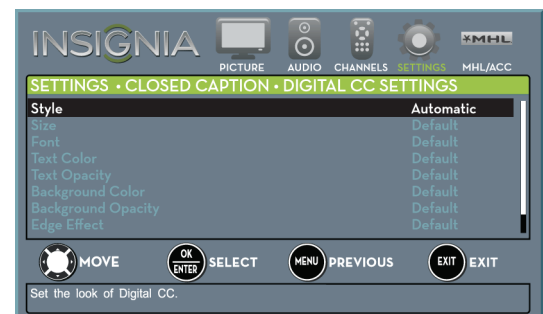 INSIGNIA
PICTURE AUDIO CHANNELS SETTINGS MHL/ACC
MHL
SETTINGS • CLOSED CAPTION • DIGITAL CC SETTINGS
Style Automatic
Size Default
Font Default
Text Color Default
Text Opacity Default
Background Color Default
Background Opacity Default
Edge Effect Default
MOVE OK ENTER SELECT MENU PREVIOUS EXIT EXIT
Set the look of Digital CC.